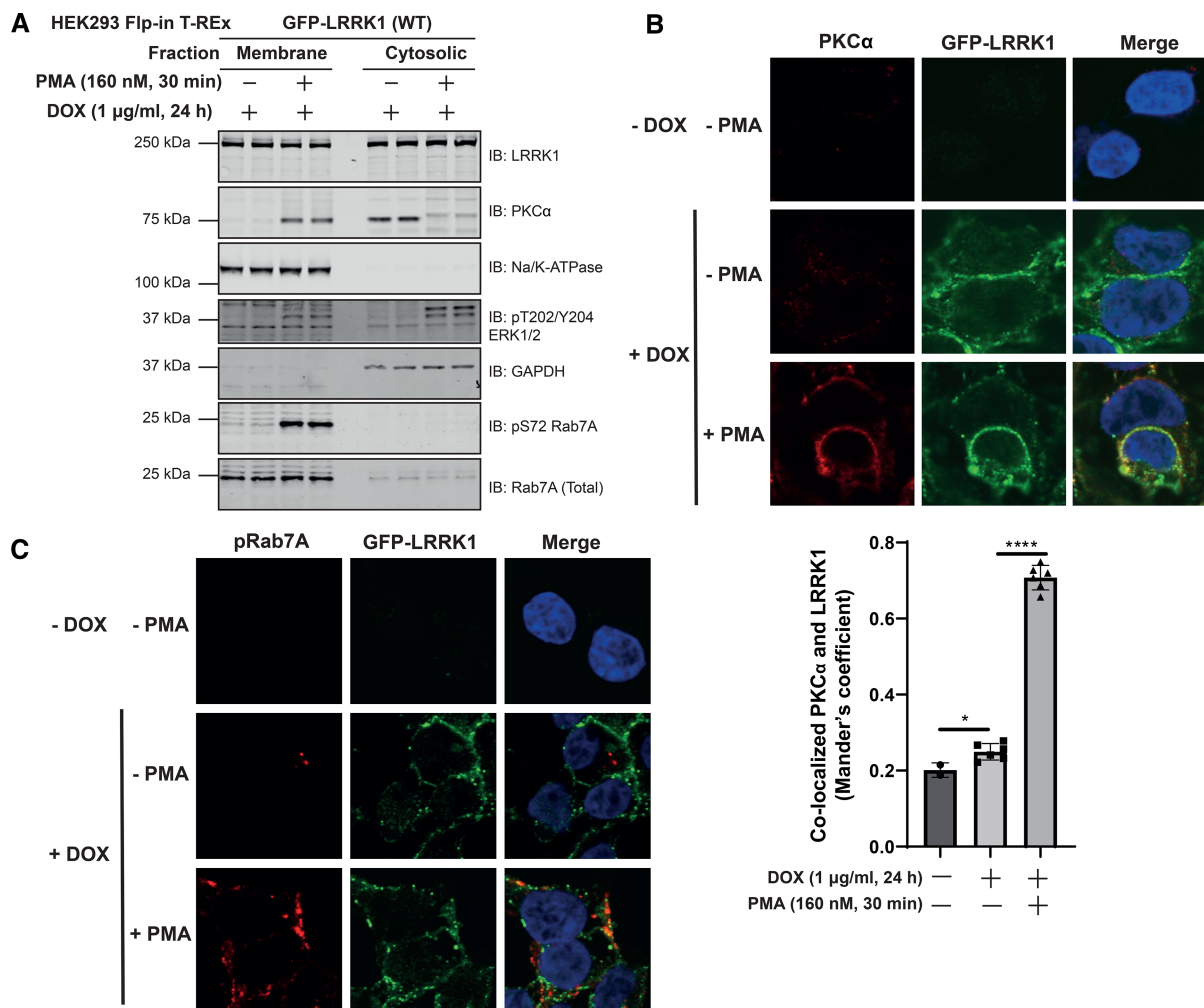 A
HEK293 Flp-in T-REx GFP-LRRK1 (WT)
Fraction Membrane Cytosolic
PMA (160 nM, 30 min) − + − +
DOX (1 µg/ml, 24 h) + + + +
250 kDa
IB: LRRK1
75 kDa
IB: PKCα
100 kDa
IB: Na/K-ATPase
37 kDa
IB: pT202/Y204
ERK1/2
37 kDa
IB: GAPDH
25 kDa
IB: pS72 Rab7A
25 kDa
IB: Rab7A (Total)
B
PKCα GFP-LRRK1 Merge
- DOX - PMA
- PMA
+ DOX
+ PMA
Co-localized PKCα and LRRK1
(Mander's coefficient)
0.8
0.6
0.4
0.2
0.0
*
****
DOX (1 µg/ml, 24 h) — + +
PMA (160 nM, 30 min) — — +
C
pRab7A GFP-LRRK1 Merge
- DOX - PMA
- PMA
+ DOX
+ PMA